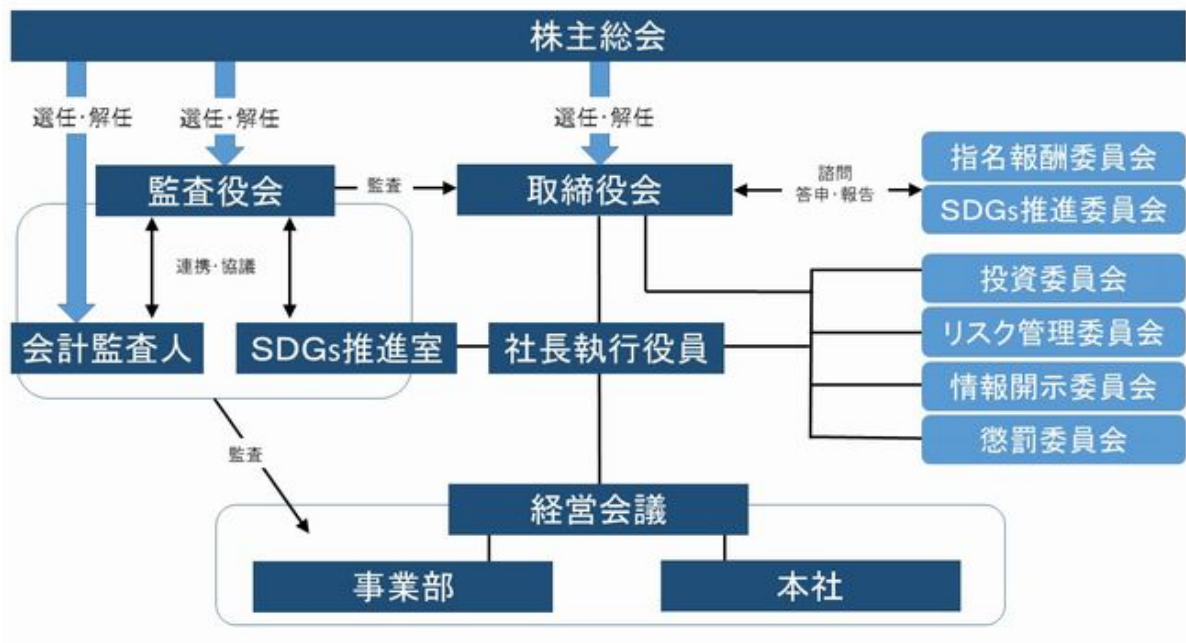 株主総会
選任・解任
選任・解任
選任・解任
監査役会
監査
取締役会
諮問
答申・報告
指名報酬委員会
SDGs推進委員会
連携・協議
投資委員会
会計監査人
SDGs推進室
社長執行役員
リスク管理委員会
情報開示委員会
懲罰委員会
監査
経営会議
事業部
本社